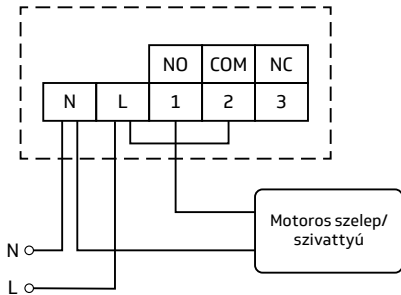 NO COM NC
N L 1 2 3
Motoros szelep/
szivattyú
N
L